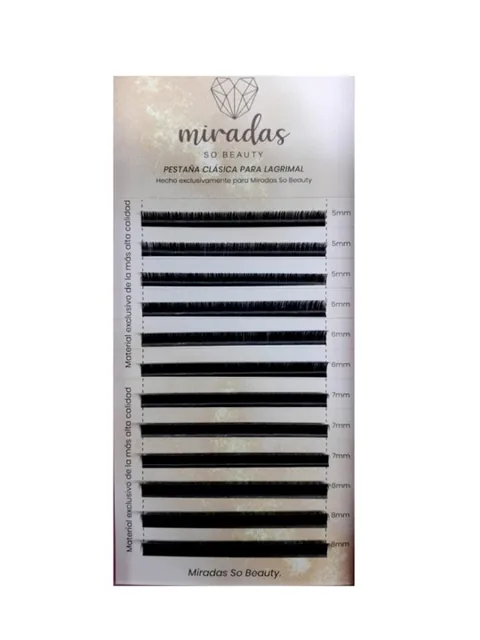 miradas
SO BEAUTY
PESTAÑA CLÁSICA PARA LAGRIMAL
Hecho exclusivamente para Miradas So Beauty
Material exclusivo de la más alta calidad
5mm
5mm
5mm
6mm
6mm
6mm
Material exclusivo de la más alta calidad
7mm
7mm
7mm
8mm
8mm
8mm
Miradas So Beauty.